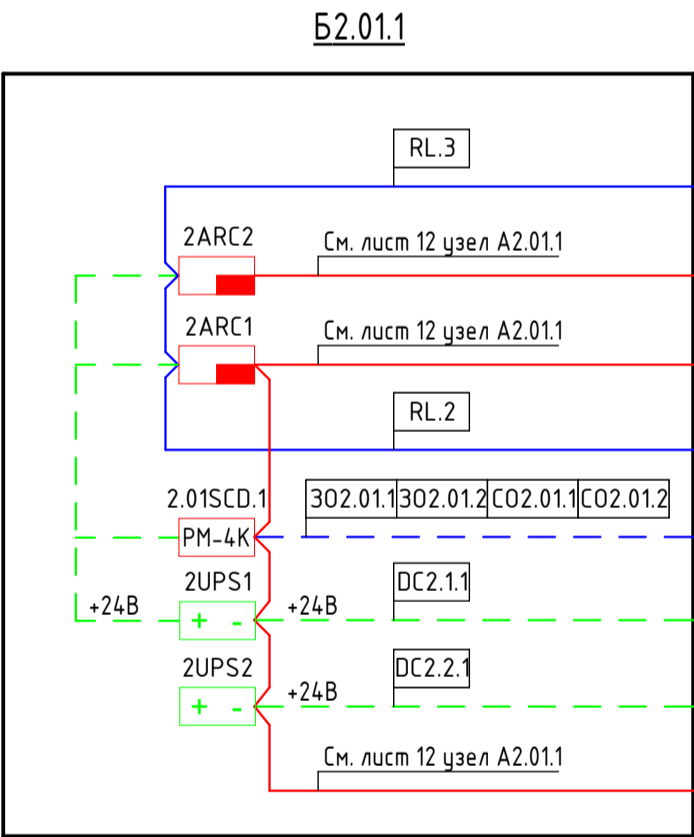 Б2.01.1
RL.3
2ARC2
См. лист 12 узел А2.01.1
2ARC1
См. лист 12 узел А2.01.1
RL.2
2.01SCD.1
ЗО2.01.1 ЗО2.01.2 СО2.01.1 СО2.01.2
РМ-4К
2UPS1
DC2.1.1
+24В
+24В
+ -
2UPS2
DC2.2.1
+24В
+ -
См. лист 12 узел А2.01.1